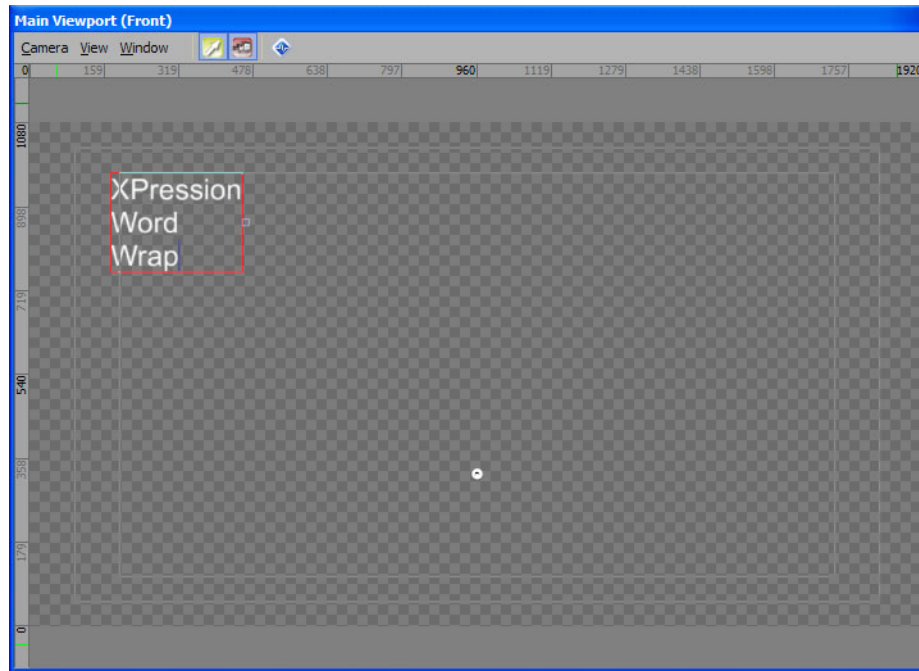 Main Viewport (Front)
Camera View Window
0 159 319 478 638 797 960 1119 1279 1438 1598 1757 1920
1080
XPression
Word
Wrap
898
719
540
358
179
0